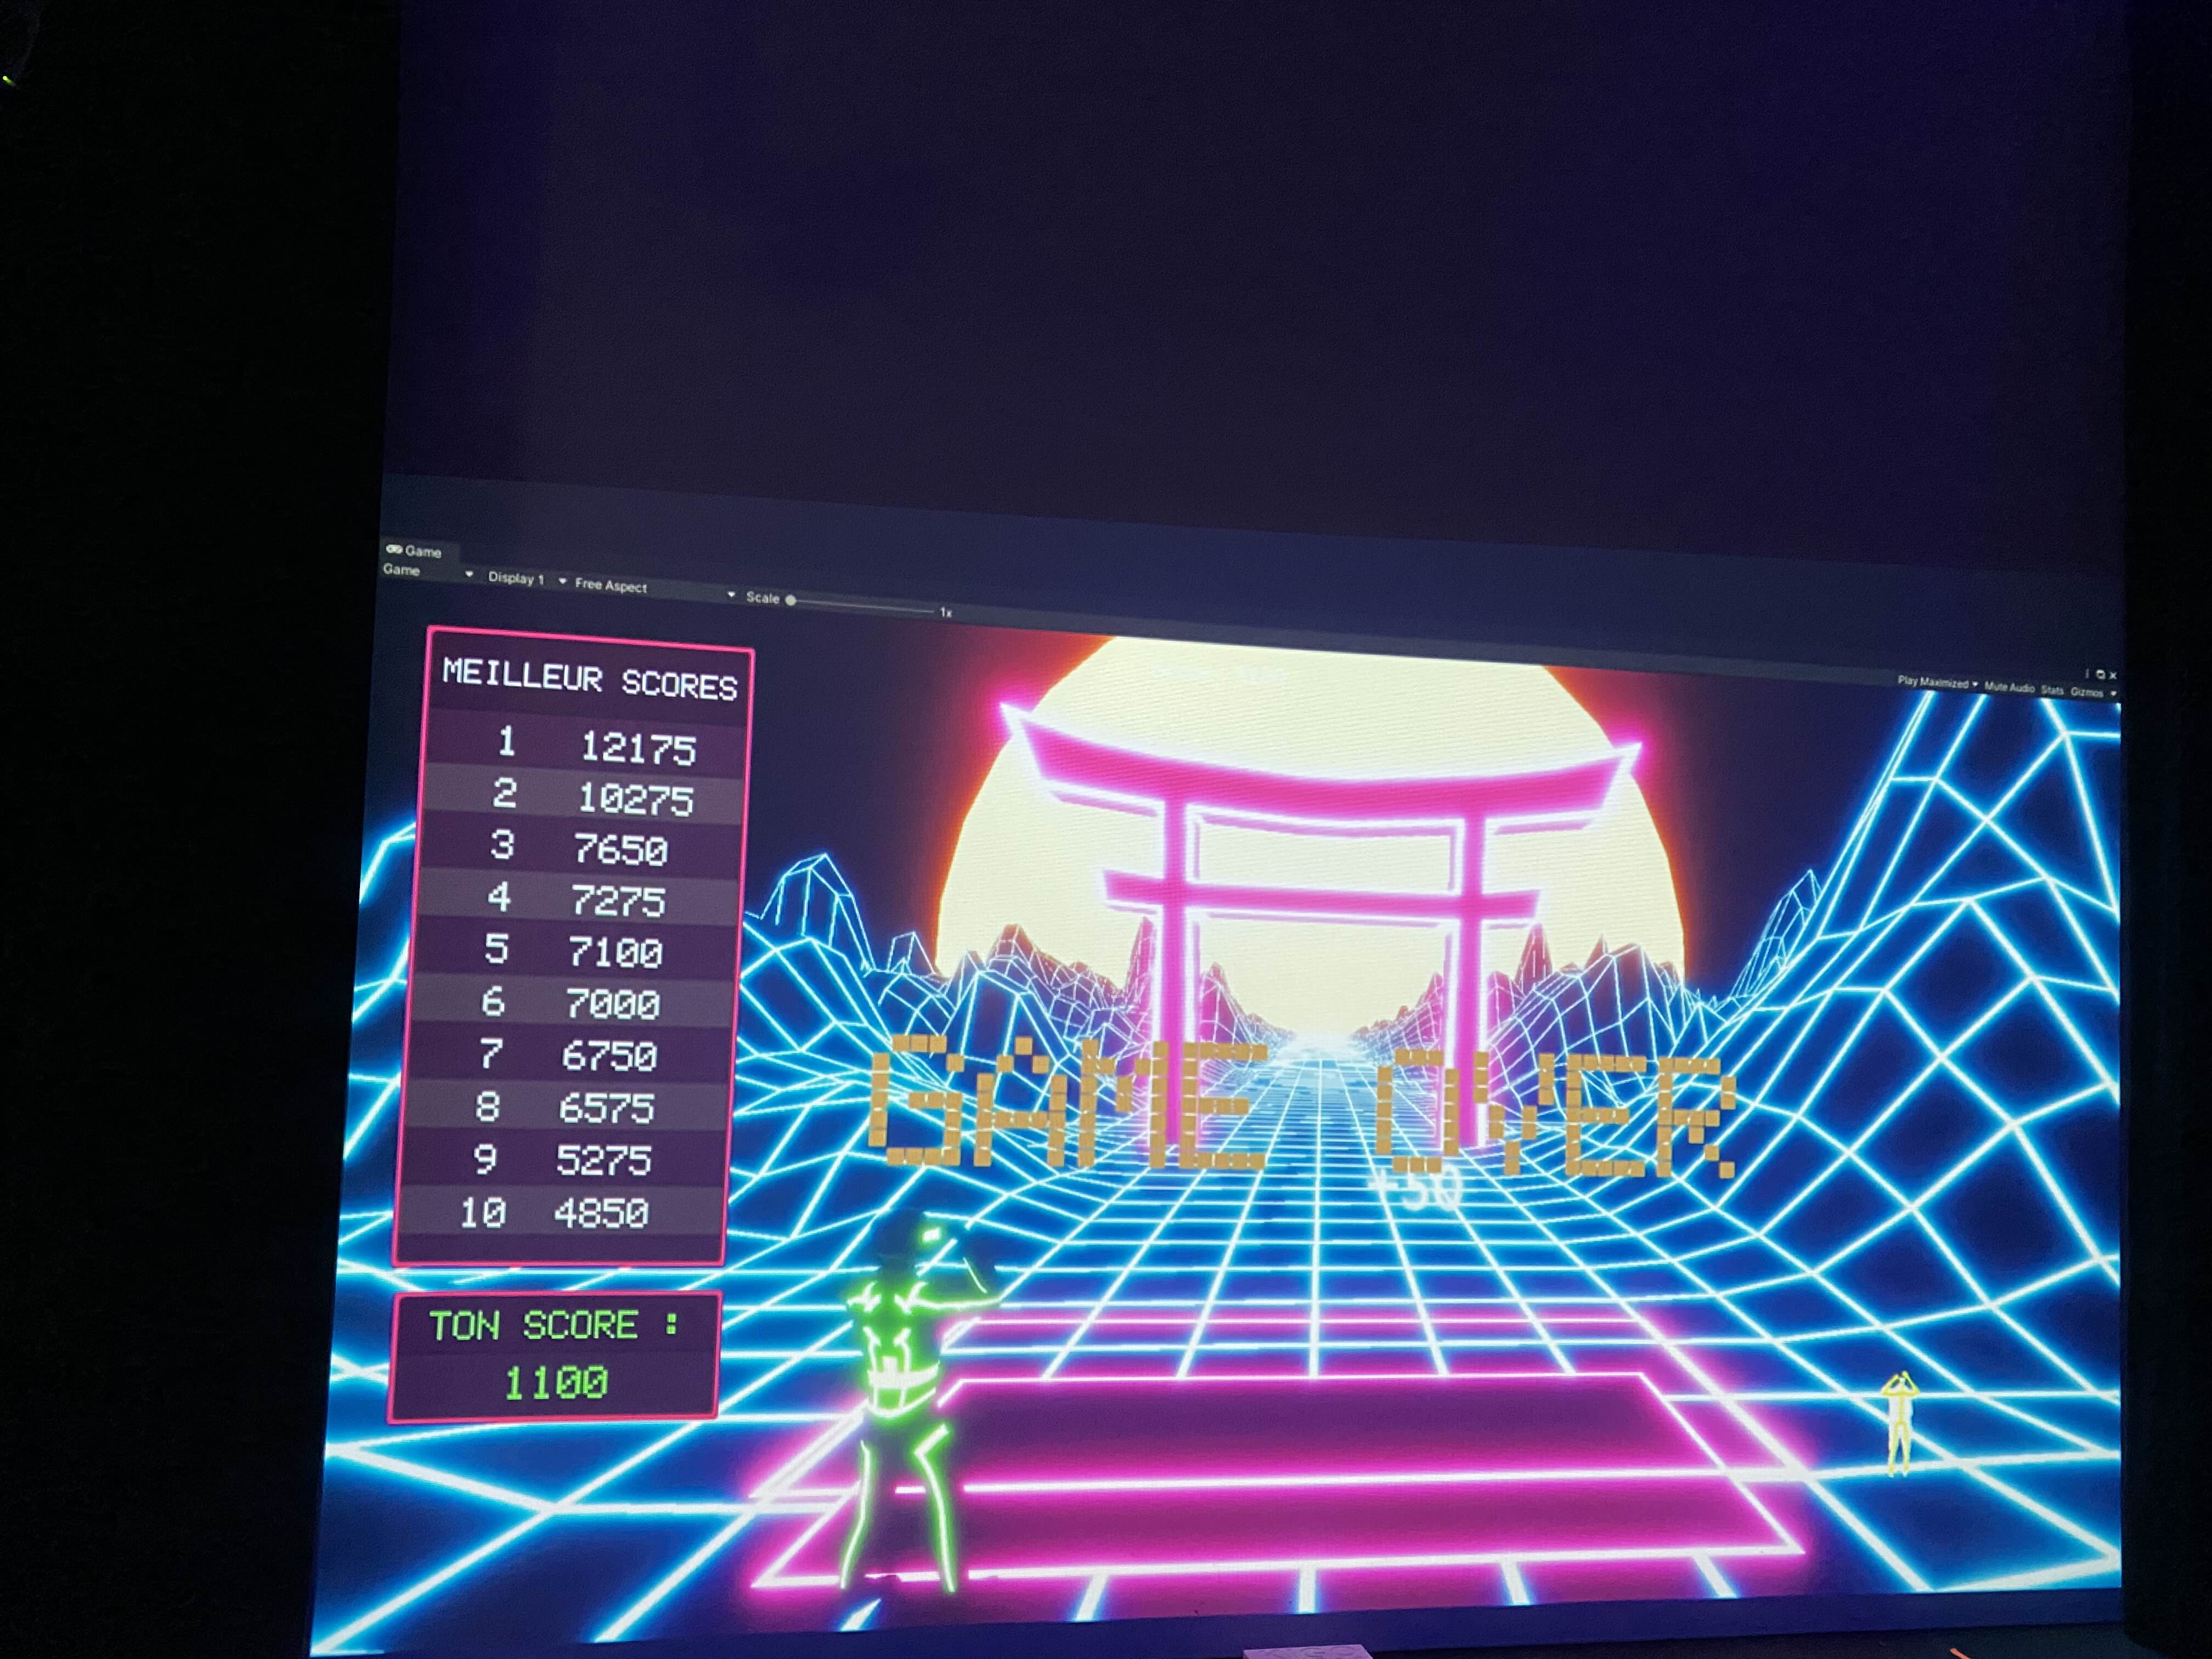 Game
Game Display 1 Free Aspect Scale 1x
Play Maximized Mute Audio Stats Gizmos
MEILLEUR SCORES
1 12175
2 10275
3 7650
4 7275
5 7100
6 7000
7 6750
8 6575
9 5275
10 4850
GAME OVER
+50
TON SCORE :
1100